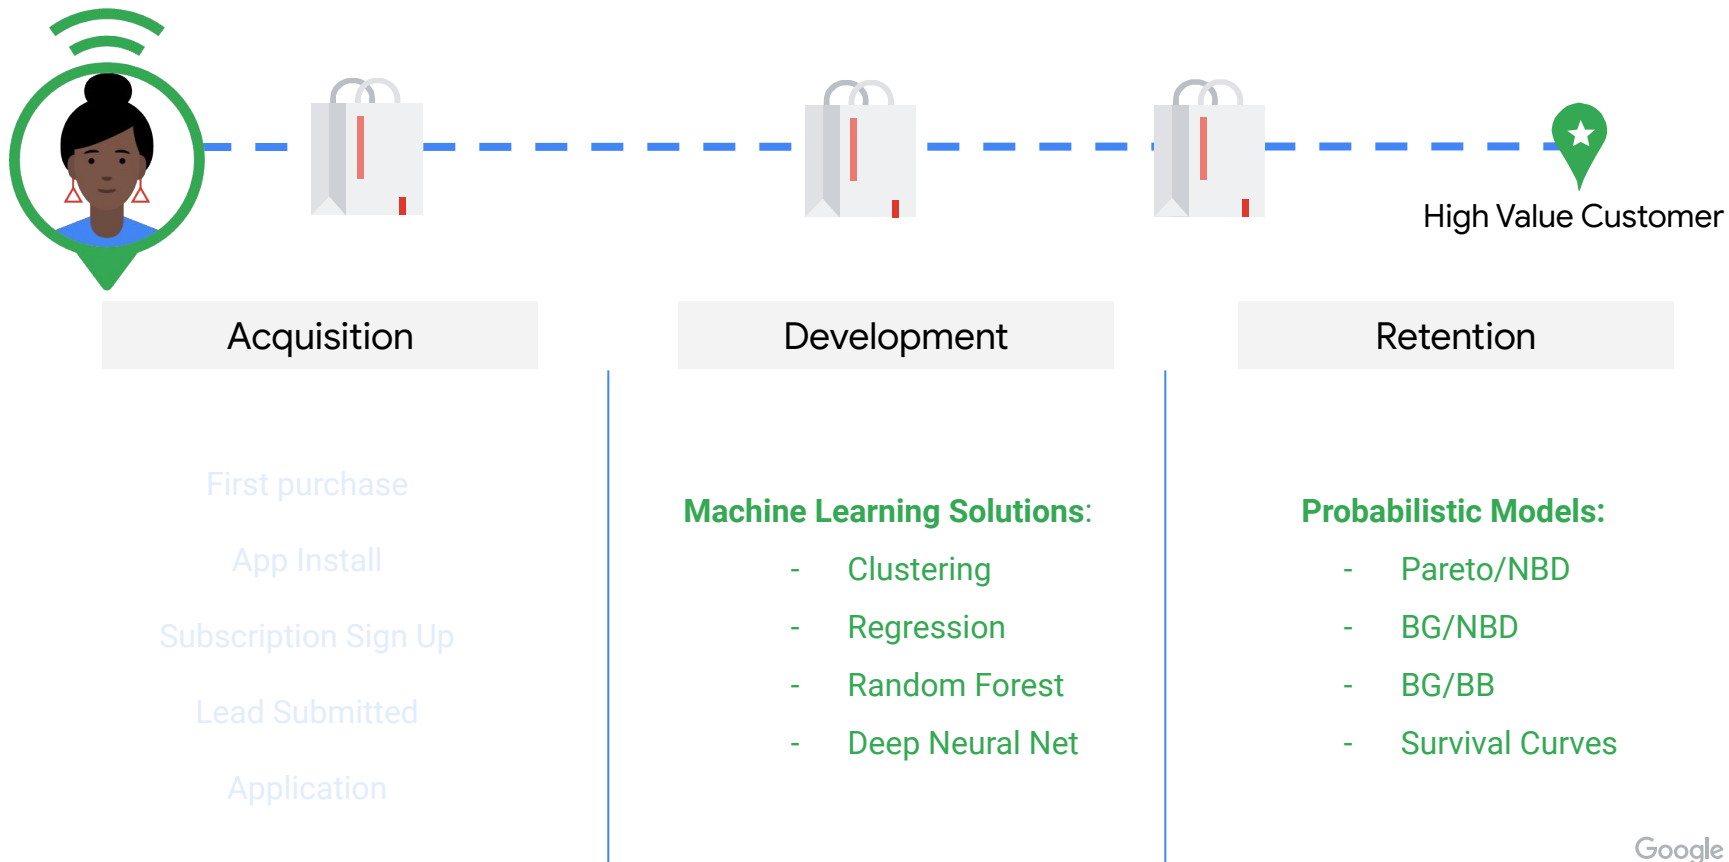 High Value Customer
Acquisition
Development
Retention
First purchase
App Install
Subscription Sign Up
Lead Submitted
Application
Machine Learning Solutions:
- Clustering
- Regression
- Random Forest
- Deep Neural Net
Probabilistic Models:
- Pareto/NBD
- BG/NBD
- BG/BB
- Survival Curves
Google